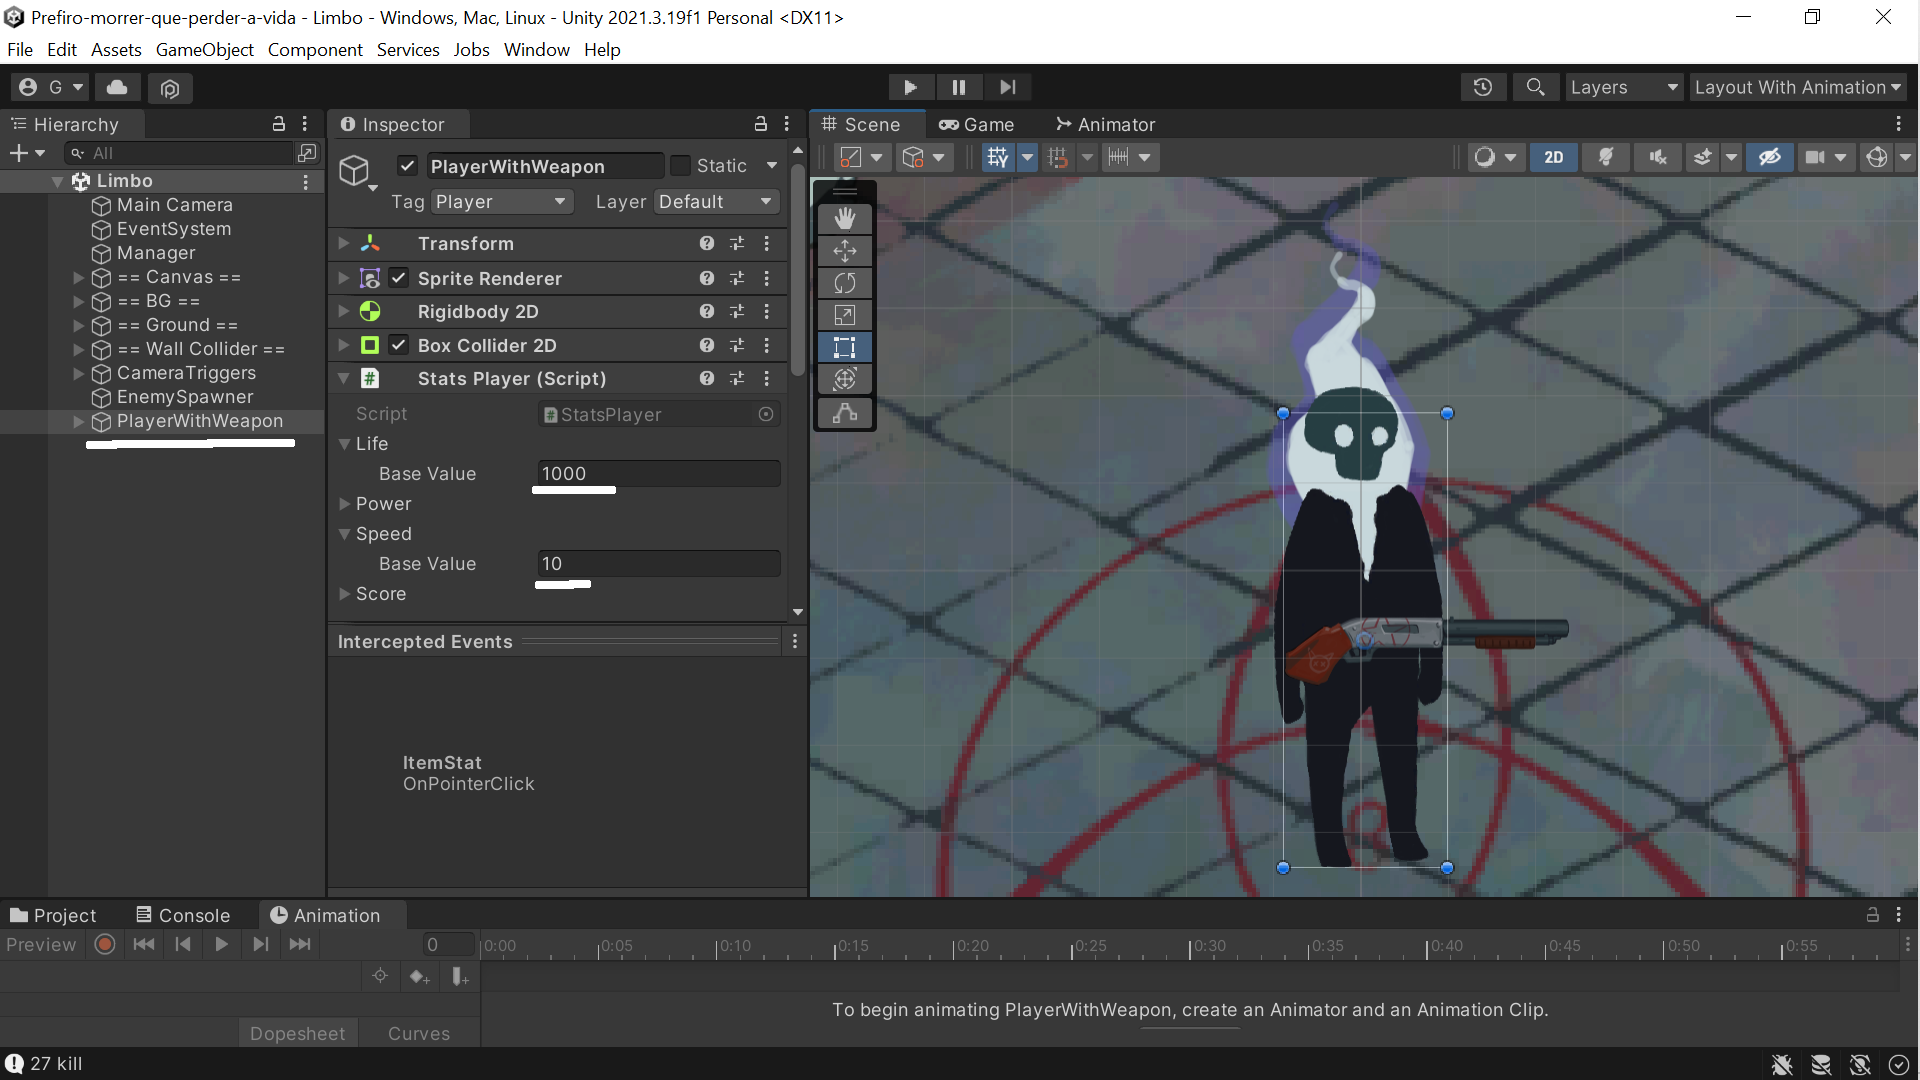 Prefiro-morrer-que-perder-a-vida - Limbo - Windows, Mac, Linux - Unity 2021.3.19f1 Personal <DX11>
File Edit Assets GameObject Component Services Jobs Window Help
G Layers Layout With Animation
Hierarchy
All
Limbo
Main Camera
EventSystem
Manager
== Canvas ==
== BG ==
== Ground ==
== Wall Collider ==
CameraTriggers
EnemySpawner
PlayerWithWeapon
Inspector
PlayerWithWeapon Static
Tag Player Layer Default
Transform
Sprite Renderer
Rigidbody 2D
Box Collider 2D
Stats Player (Script)
Script StatsPlayer
Life
Base Value 1000
Power
Speed
Base Value 10
Score
Intercepted Events
ItemStat
OnPointerClick
Scene Game Animator
2D
Project Console Animation
Preview 0 0:00 0:05 0:10 0:15 0:20 0:25 0:30 0:35 0:40 0:45 0:50 0:55
To begin animating PlayerWithWeapon, create an Animator and an Animation Clip.
Dopesheet Curves
27 kill